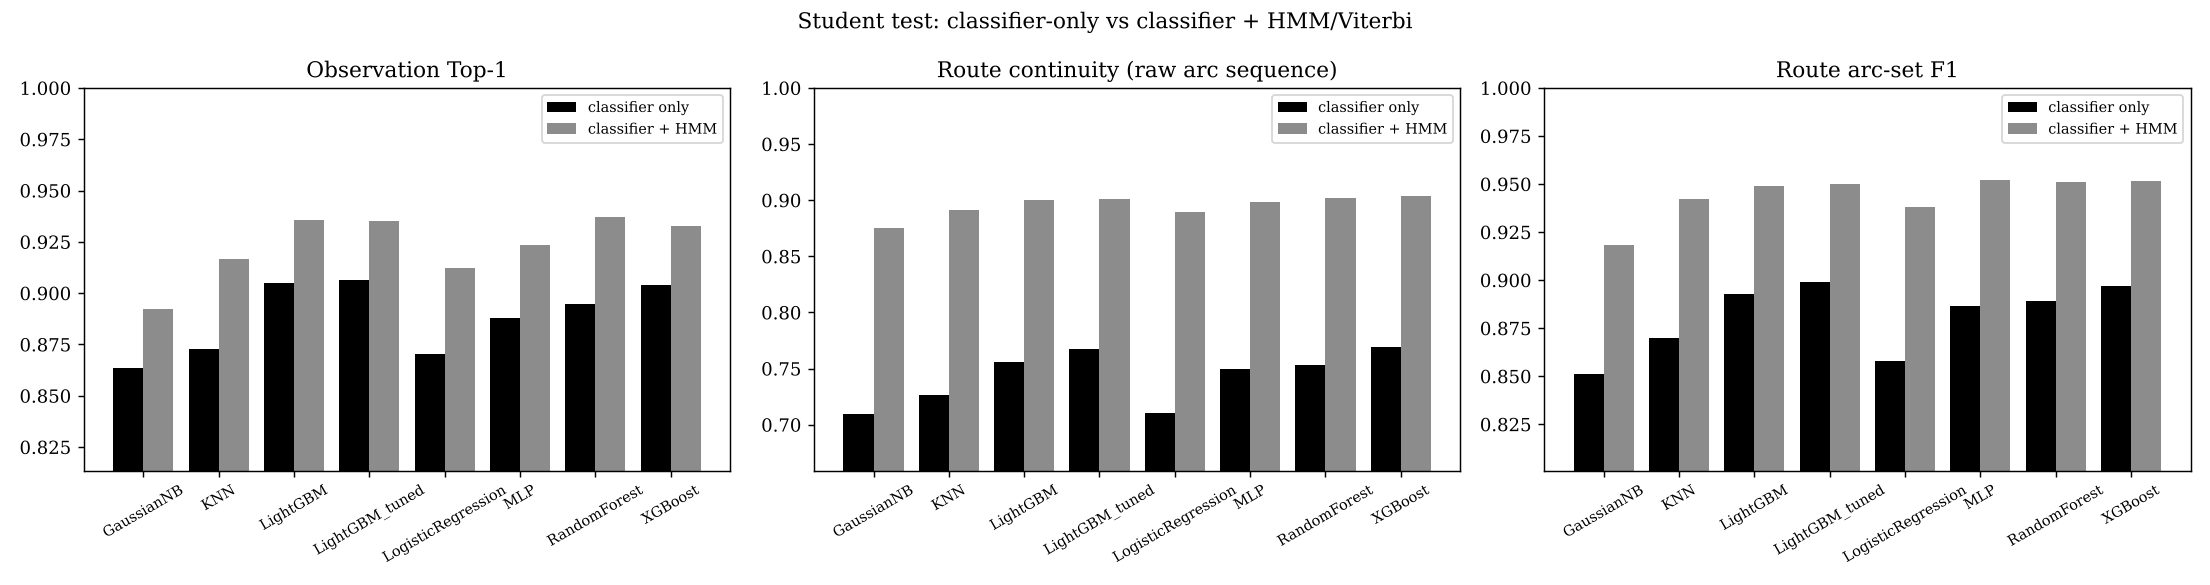 Student test: classifier-only vs classifier + HMM/Viterbi
Observation Top-1
1.000
0.975
0.950
0.925
0.900
0.875
0.850
0.825
classifier only
classifier + HMM
GaussianNB
KNN
LightGBM
LightGBM_tuned
LogisticRegression
MLP
RandomForest
XGBoost
Route continuity (raw arc sequence)
1.00
0.95
0.90
0.85
0.80
0.75
0.70
classifier only
classifier + HMM
GaussianNB
KNN
LightGBM
LightGBM_tuned
LogisticRegression
MLP
RandomForest
XGBoost
Route arc-set F1
1.000
0.975
0.950
0.925
0.900
0.875
0.850
0.825
classifier only
classifier + HMM
GaussianNB
KNN
LightGBM
LightGBM_tuned
LogisticRegression
MLP
RandomForest
XGBoost